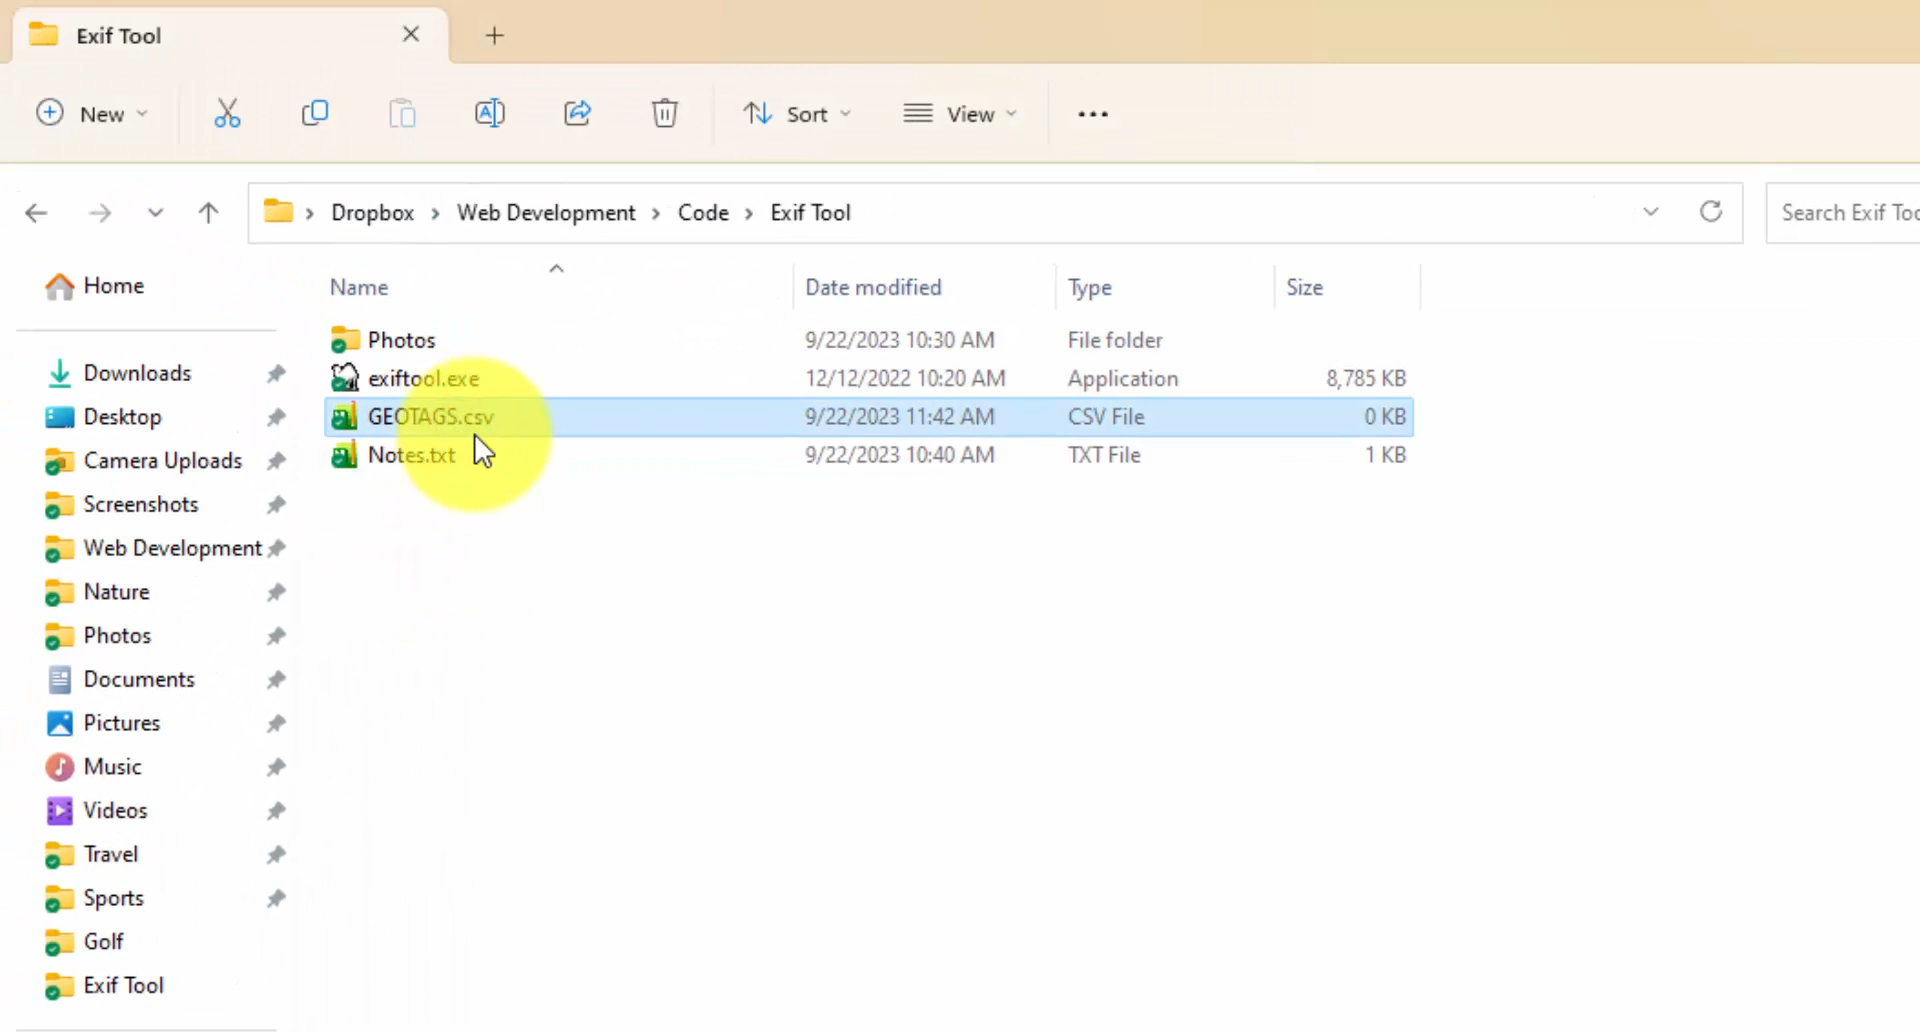 Exif Tool
New
Sort
View
Dropbox > Web Development > Code > Exif Tool
Search Exif Too
Home
Downloads
Desktop
Camera Uploads
Screenshots
Web Development
Nature
Photos
Documents
Pictures
Music
Videos
Travel
Sports
Golf
Exif Tool
Name Date modified Type Size
Photos 9/22/2023 10:30 AM File folder
exiftool.exe 12/12/2022 10:20 AM Application 8,785 KB
GEOTAGS.csv 9/22/2023 11:42 AM CSV File 0 KB
Notes.txt 9/22/2023 10:40 AM TXT File 1 KB